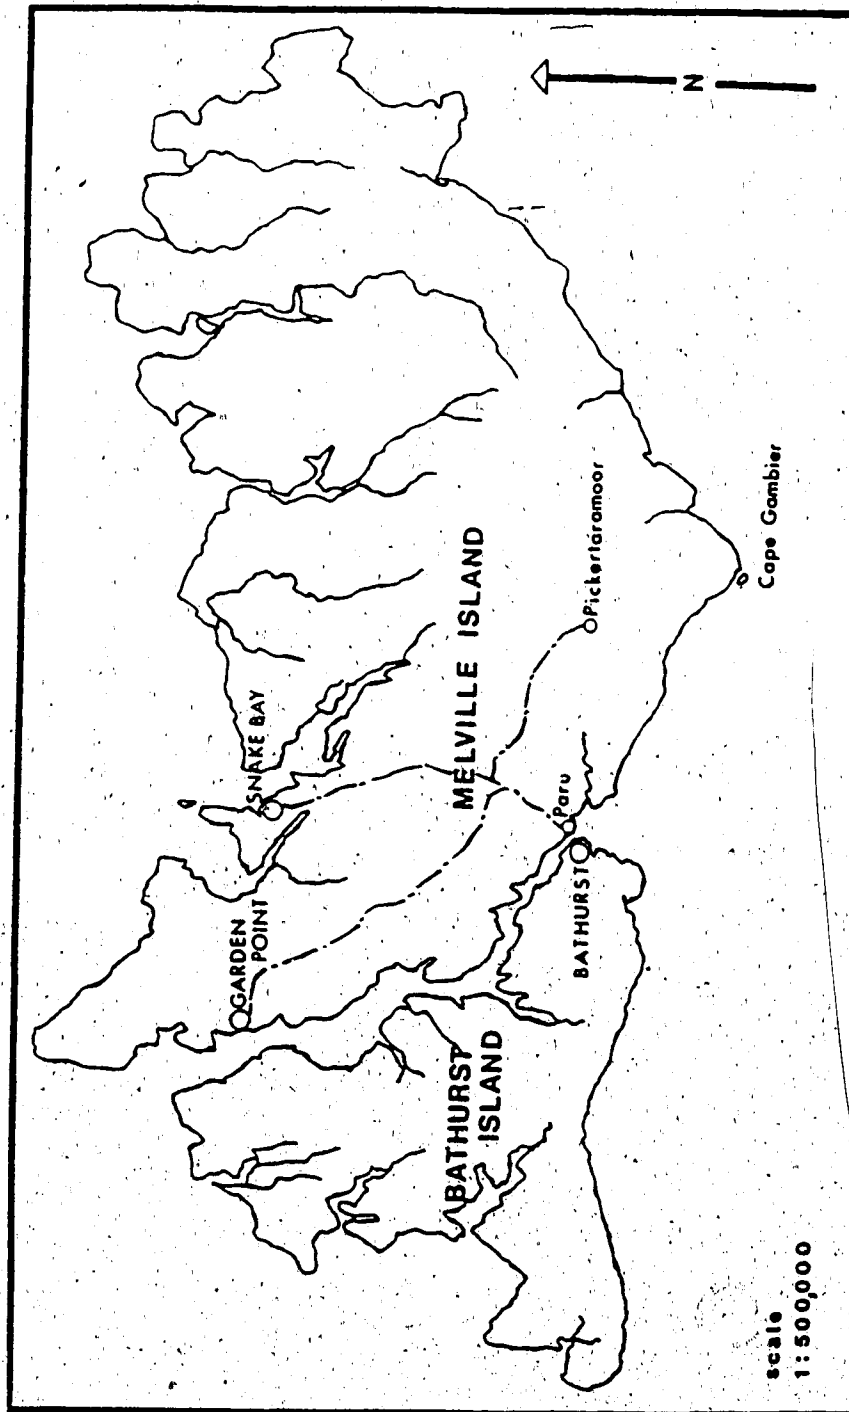 N
SNAKE BAY
GARDEN
POINT
MELVILLE ISLAND
Pickertaramoor
Paru
BATHURST
BATHURST
ISLAND
Cape Gambier
scale
1:500,000